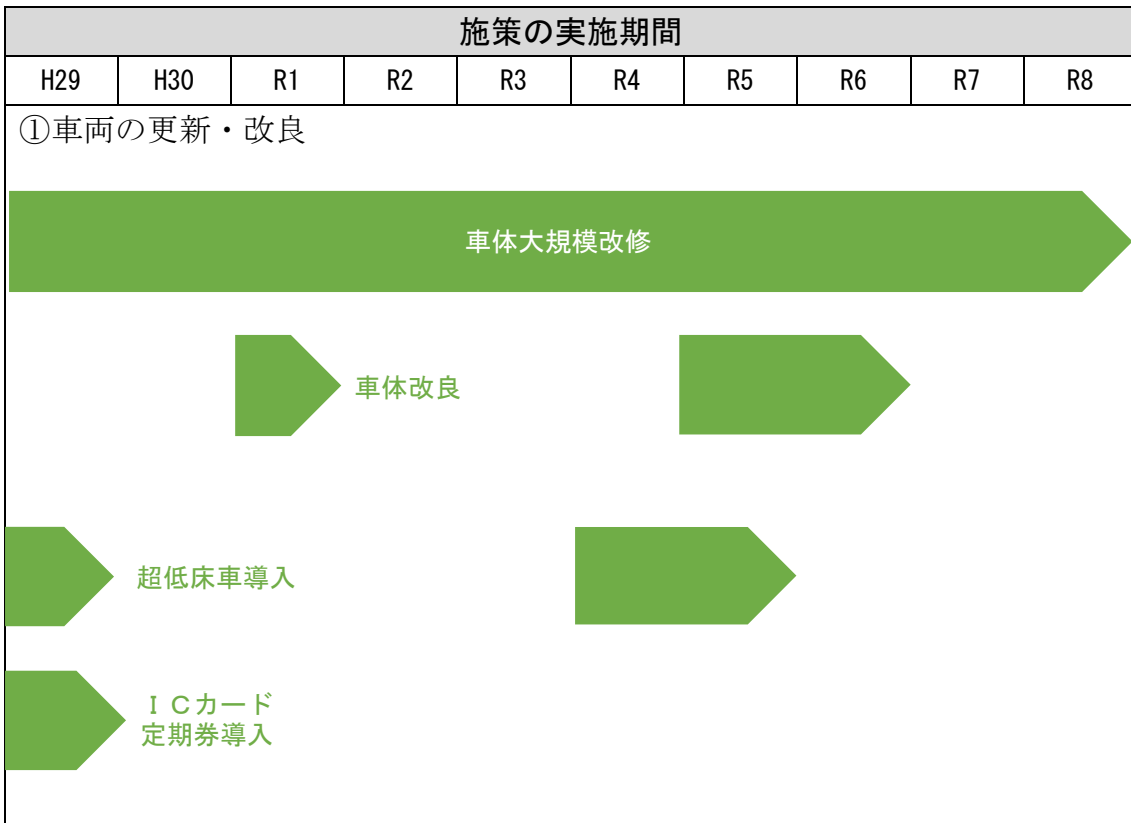 施策の実施期間
H29 H30 R1 R2 R3 R4 R5 R6 R7 R8
①車両の更新・改良
車体大規模改修
車体改良
超低床車導入
ＩＣカード
定期券導入